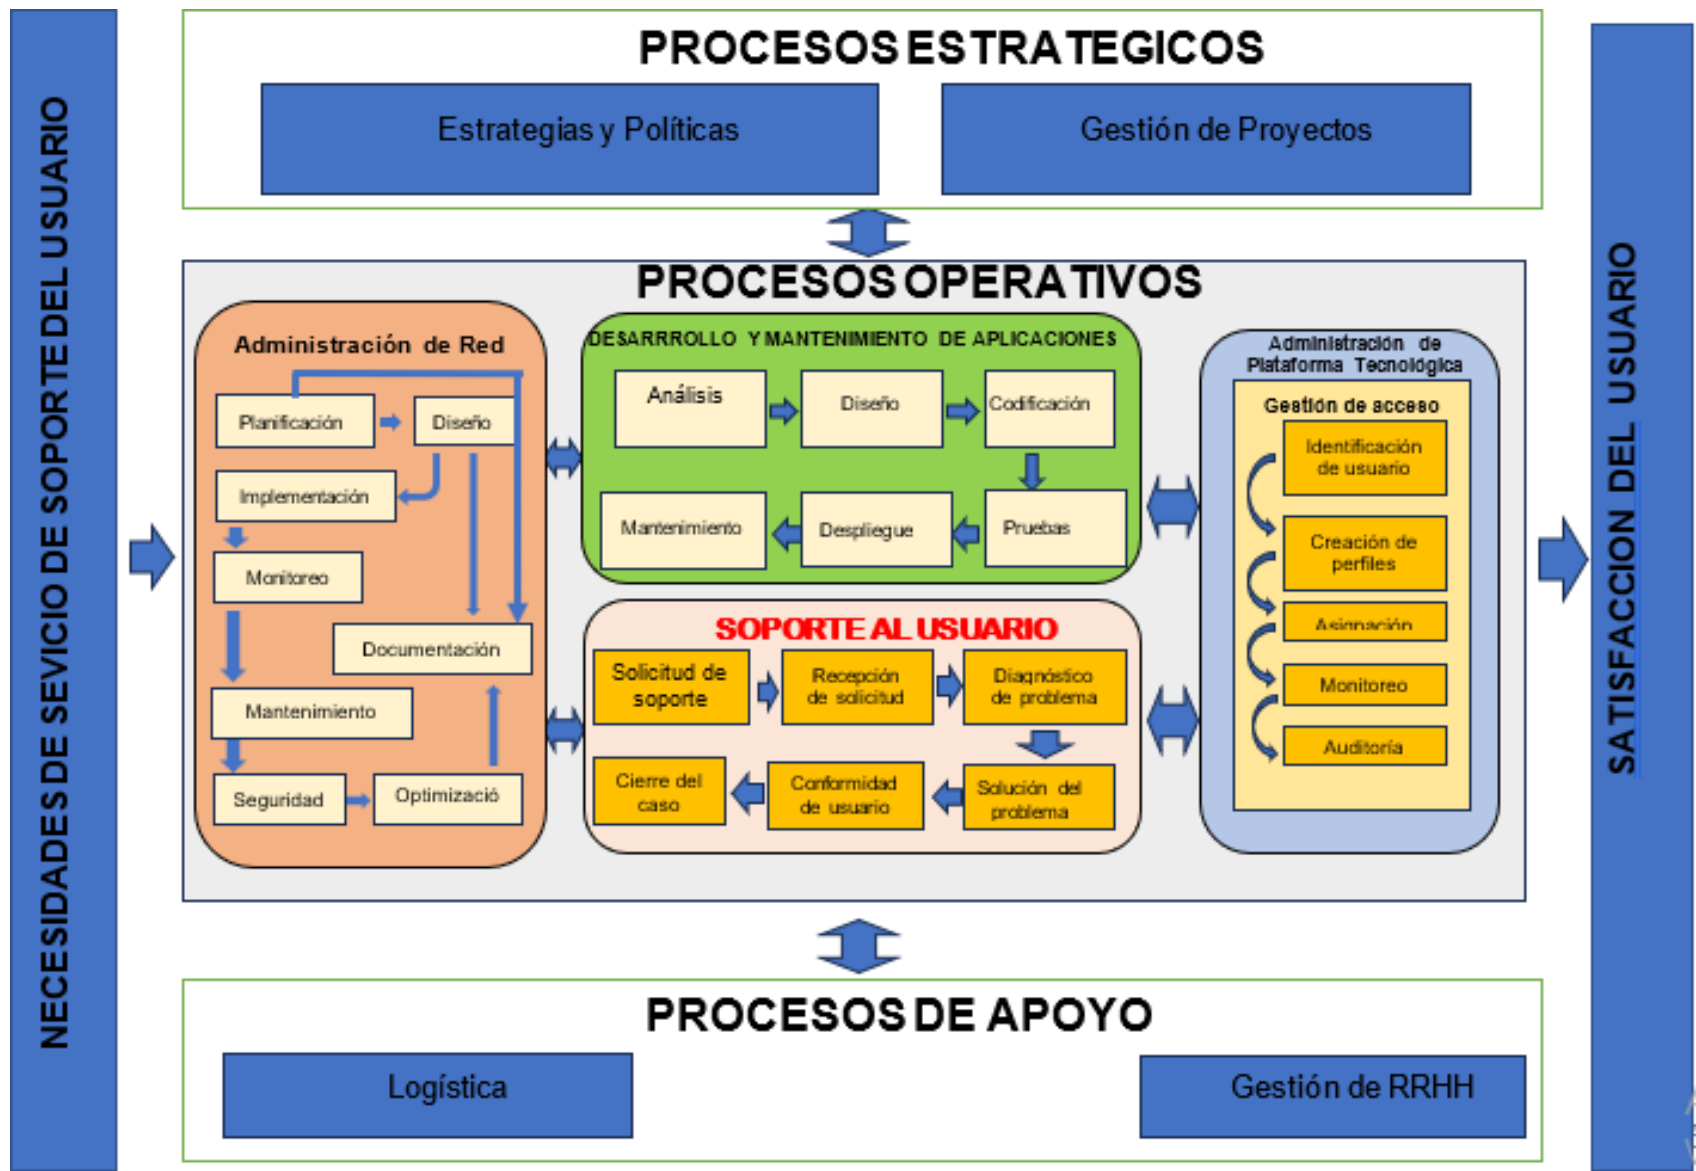 NECESIDADES DE SEVICIO DE SOPORTE DEL USUARIO
PROCESOS ESTRATEGICOS
Estrategias y Políticas
Gestión de Proyectos
PROCESOS OPERATIVOS
Administración de Red
Planificación
Diseño
Implementación
Monitoreo
Documentación
Mantenimiento
Seguridad
Optimizació
DESARRROLLO Y MANTENIMIENTO DE APLICACIONES
Análisis
Diseño
Codificación
Mantenimiento
Despliegue
Pruebas
SOPORTE AL USUARIO
Solicitud de
soporte
Recepción
de solicitud
Diagnóstico
de problema
Cierre del
caso
Conformidad
de usuario
Solución del
problema
Administración de
Plataforma Tecnológica
Gestión de acceso
Identificación
de usuario
Creación de
perfiles
Asignación
Monitoreo
Auditoría
PROCESOS DE APOYO
Logística
Gestión de RRHH
SATISFACCION DEL USUARIO